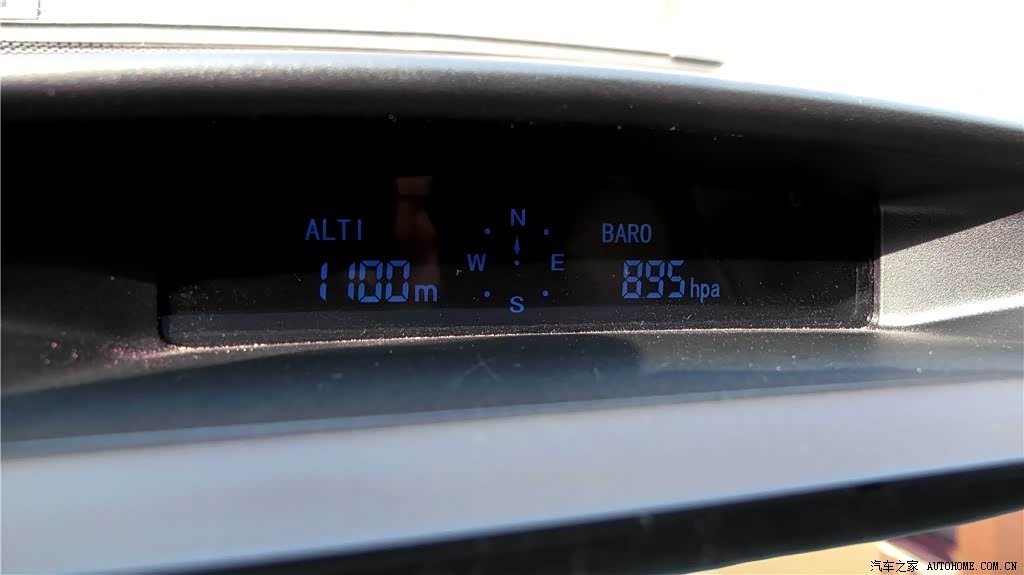 ALTI
1100m
N
W E
S
BARO
895hpa
汽车之家 AUTOHOME.COM.CN